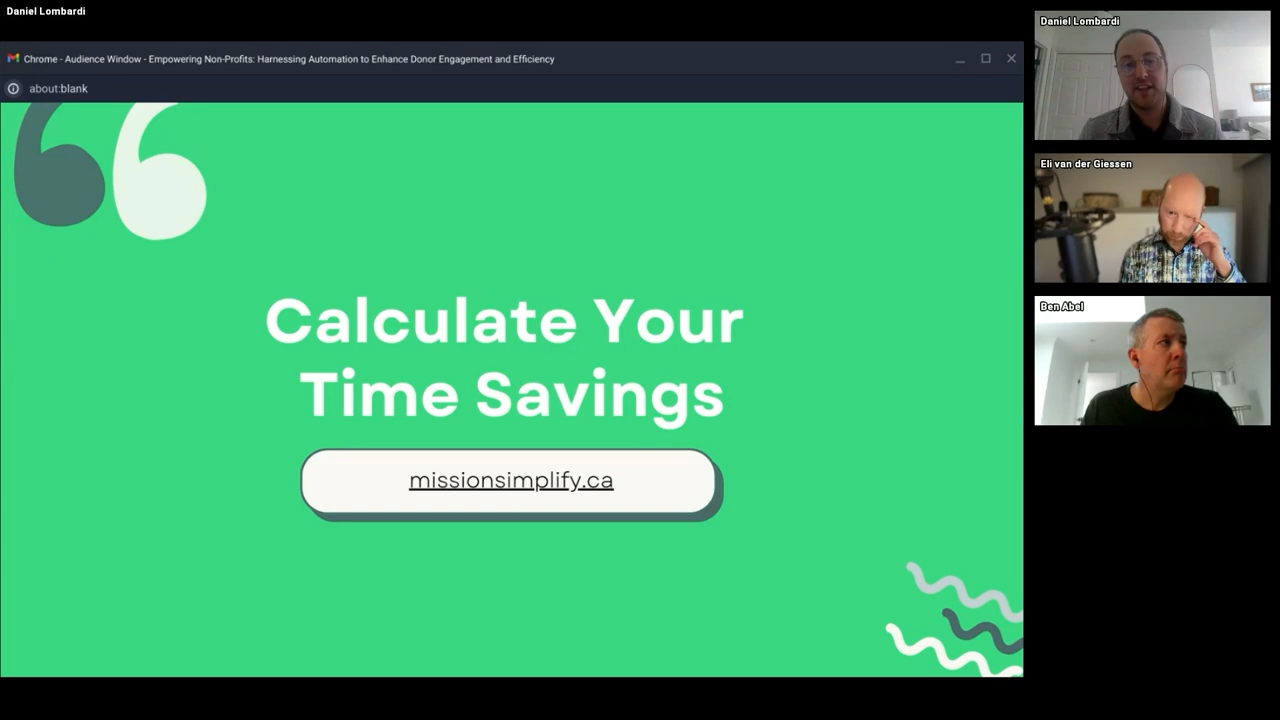 Daniel Lombardi
Chrome - Audience Window - Empowering Non-Profits: Harnessing Automation to Enhance Donor Engagement and Efficiency
about:blank
Calculate Your
Time Savings
missionsimplify.ca
Daniel Lombardi
Eli van der Giessen
Ben Abel